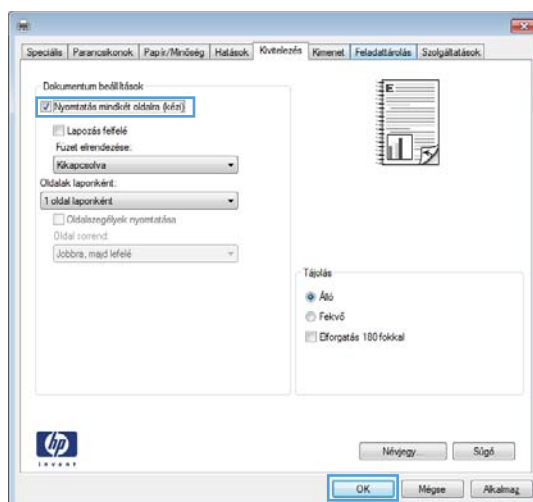 Speciális Parancsikonok Papír/Minőség Hatások Kivitelezés Kimenet Feladattárolás Szolgáltatások
Dokumentum beállítások
Nyomtatás mindkét oldalra (kézi)
Lapozás felfelé
Füzet elrendezése:
Kikapcsolva
Oldalak laponként:
1 oldal laponként
Oldalszegélyek nyomtatása
Oldal sorrend:
Jobbra, majd lefelé
E
Tájolás
Álló
Fekvő
Elforgatás 180 fokkal
hp
invent
Névjegy... Súgó
OK Mégse Alkalmaz